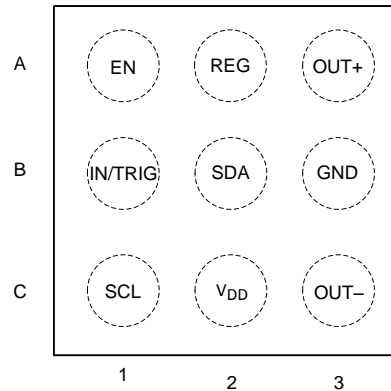 A EN REG OUT+
B IN/TRIG SDA GND
C SCL VDD OUT–
1 2 3